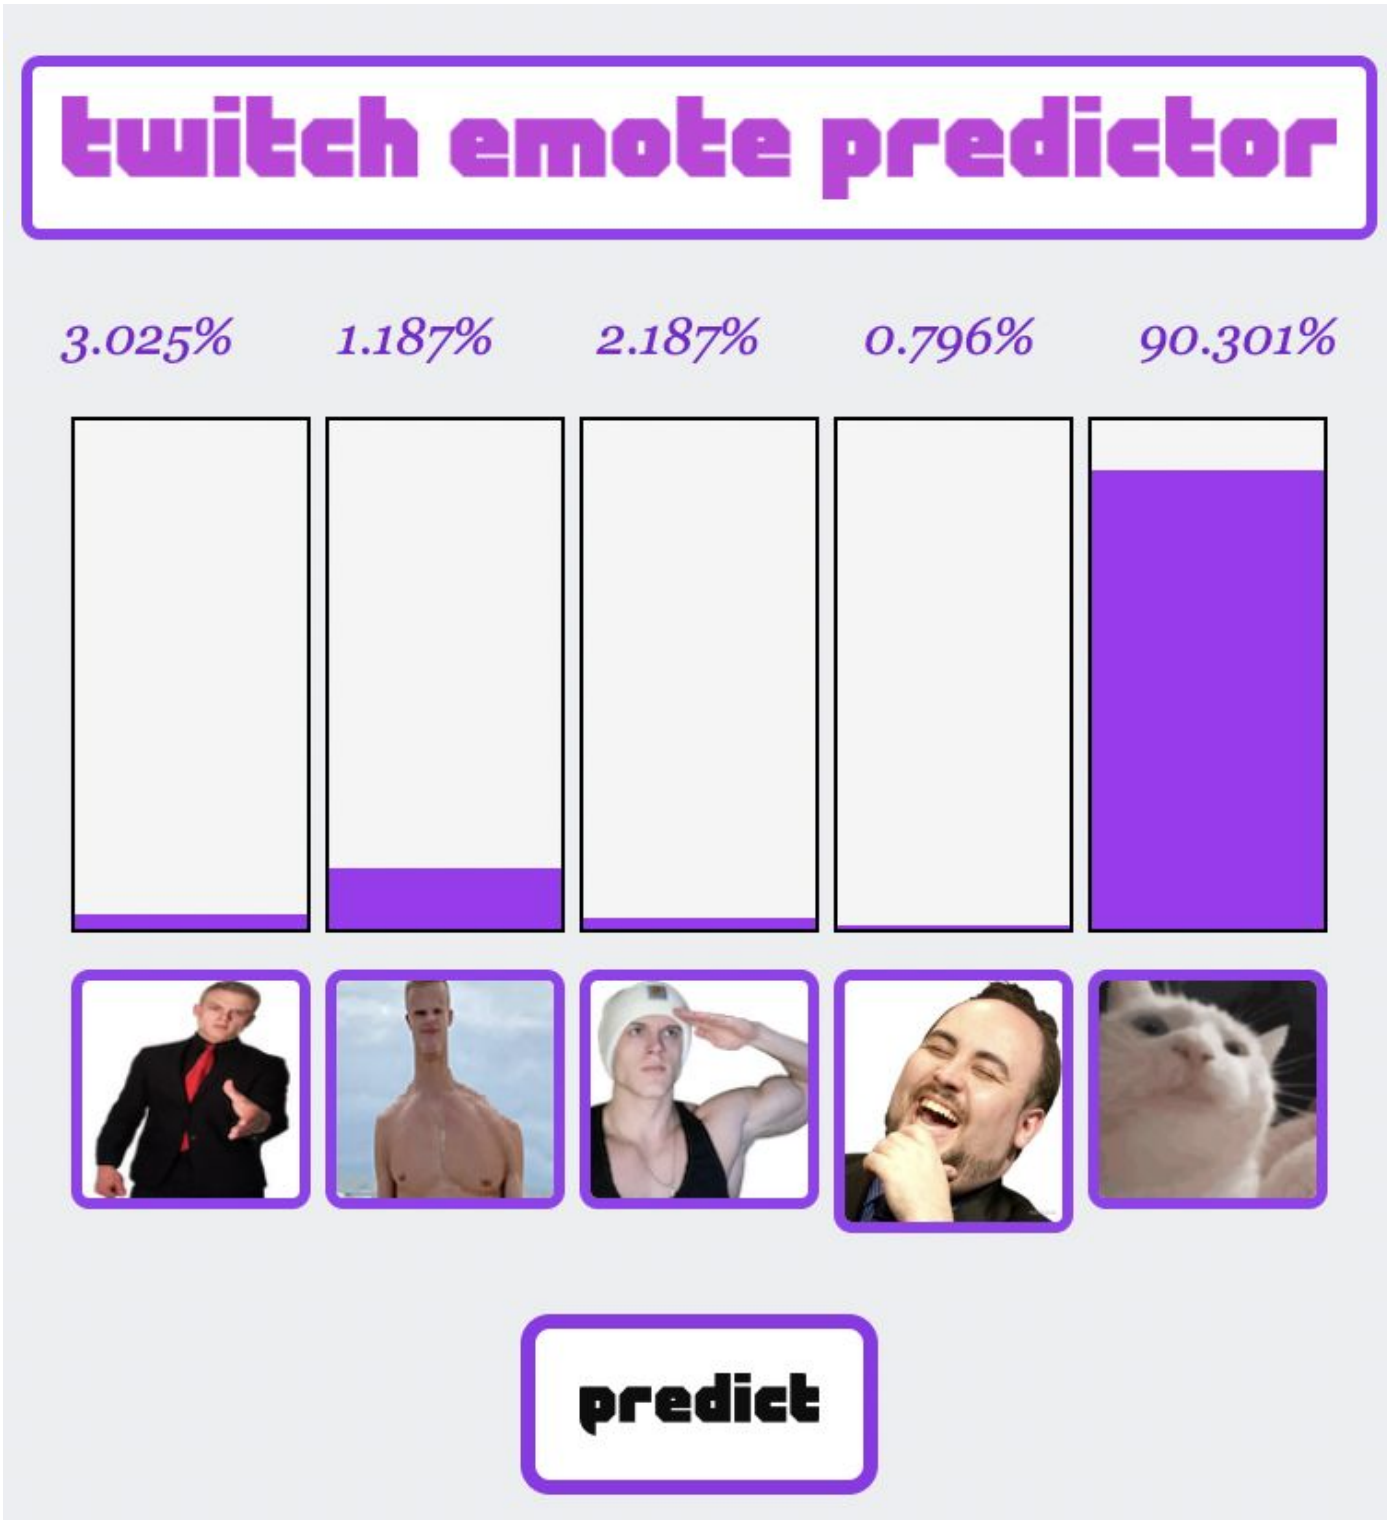 twitch emote predictor
3.025% 1.187% 2.187% 0.796% 90.301%
predict